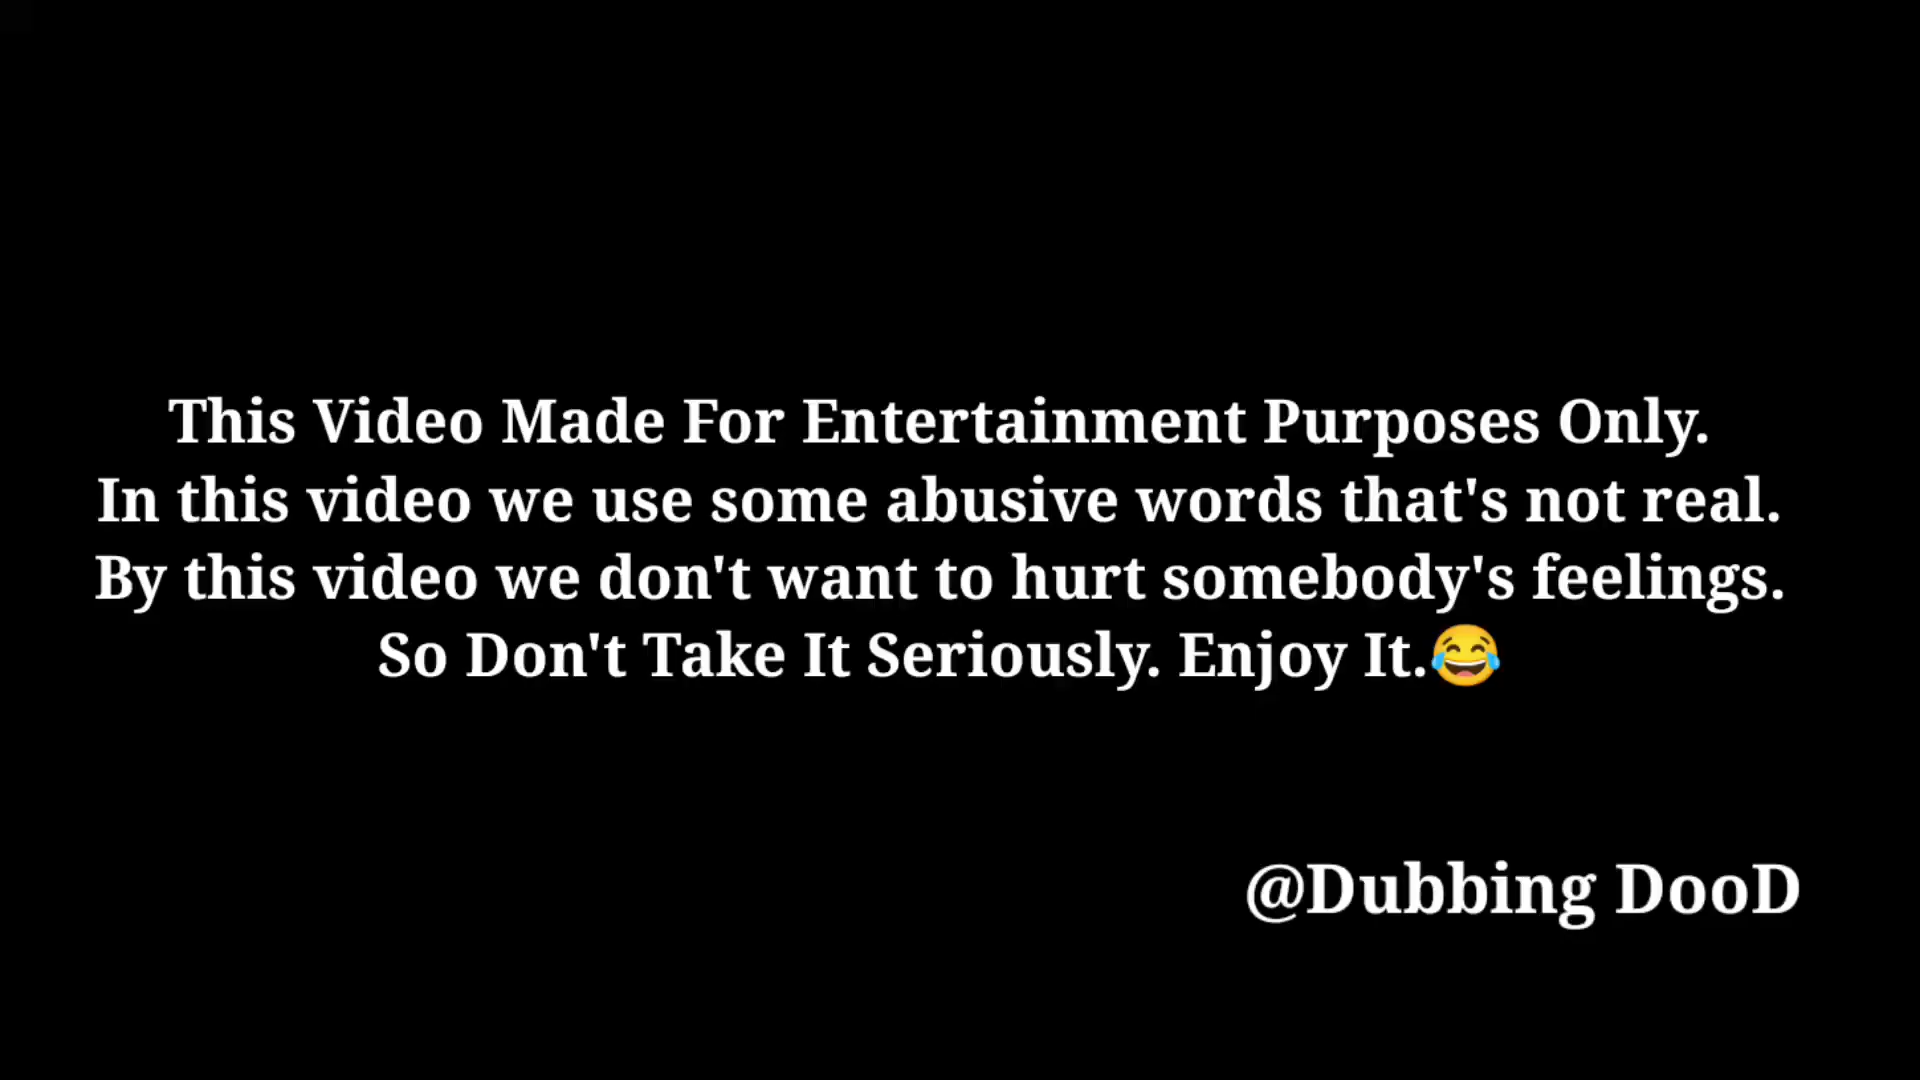 This Video Made For Entertainment Purposes Only.
In this video we use some abusive words that's not real.
By this video we don't want to hurt somebody's feelings.
So Don't Take It Seriously. Enjoy It.😂
@Dubbing DooD